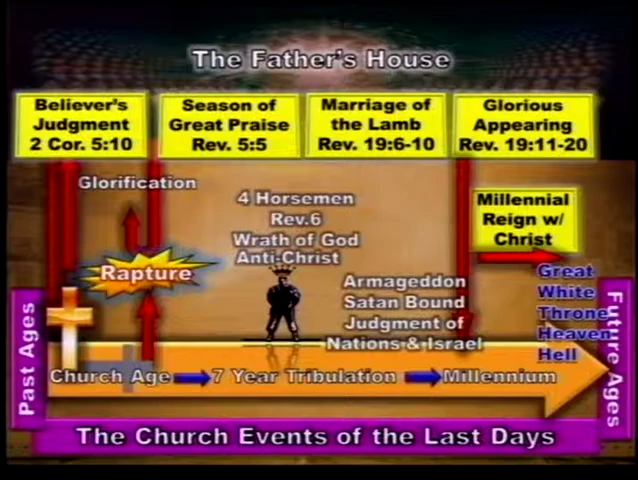 The Father's House
Believer's
Judgment
2 Cor. 5:10
Season of
Great Praise
Rev. 5:5
Marriage of
the Lamb
Rev. 19:6-10
Glorious
Appearing
Rev. 19:11-20
Glorification
4 Horsemen
Rev.6
Wrath of God
Anti-Christ
Millennial
Reign w/
Christ
Rapture
Armageddon
Satan Bound
Judgment of
Nations & Israel
Great
White
Throne
Heaven
Hell
Past Ages
Church Age
7 Year Tribulation
Millennium
Future Ages
The Church Events of the Last Days